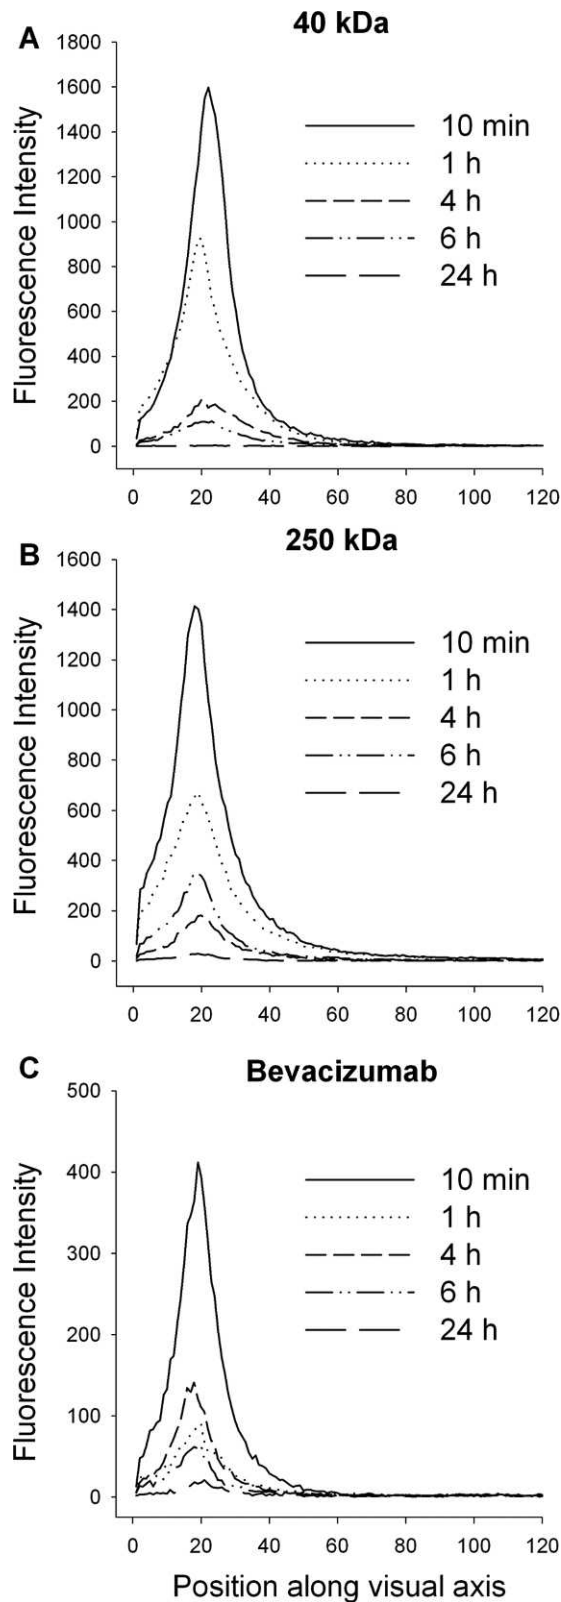 A
40 kDa
1800
1600
1400
1200
1000
800
600
400
200
0
Fluorescence Intensity
10 min
1 h
4 h
6 h
24 h
0 20 40 60 80 100 120
B
250 kDa
1600
1400
1200
1000
800
600
400
200
0
Fluorescence Intensity
10 min
1 h
4 h
6 h
24 h
0 20 40 60 80 100 120
C
Bevacizumab
500
400
300
200
100
0
Fluorescence Intensity
10 min
1 h
4 h
6 h
24 h
0 20 40 60 80 100 120
Position along visual axis